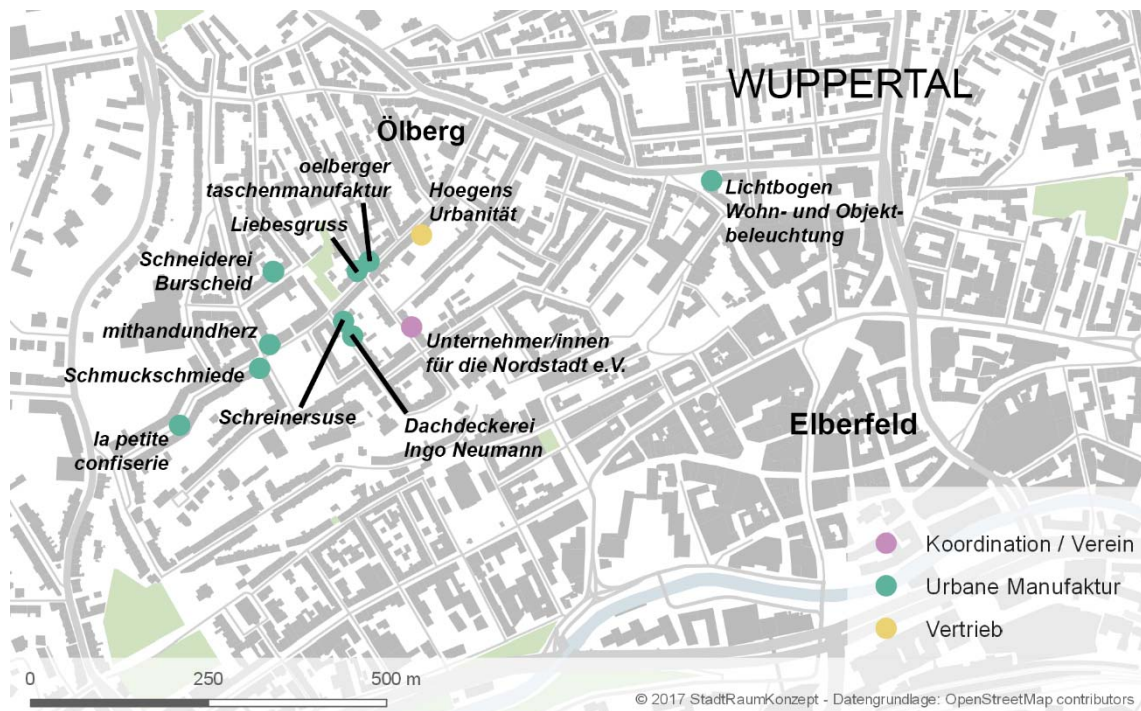 WUPPERTAL
Ölberg
oelberger
taschenmanufaktur
Hoegens
Urbanität
Lichtbogen
Wohn- und Objekt-
beleuchtung
Liebesgruss
Schneiderei
Burscheid
mithandundherz
Unternehmer/innen
für die Nordstadt e.V.
Schmuckschmiede
Schreinersuse
Dachdeckerei
Ingo Neumann
Elberfeld
la petite
confiserie
Koordination / Verein
Urbane Manufaktur
Vertrieb
0 250 500 m
© 2017 StadtRaumKonzept - Datengrundlage: OpenStreetMap contributors